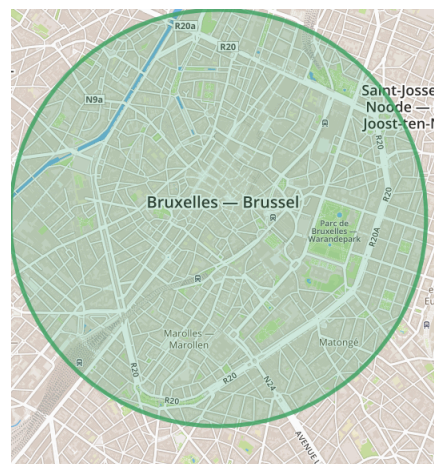 R20a
R20
Saint-Josse
Noode —
Joost-ten-N
N9a
R20
R20
Bruxelles — Brussel
Parc de
Bruxelles —
Warandepark
R20A
Marolles —
Marollen
Matongé
R20
R20
N24
R20
AVENUE L